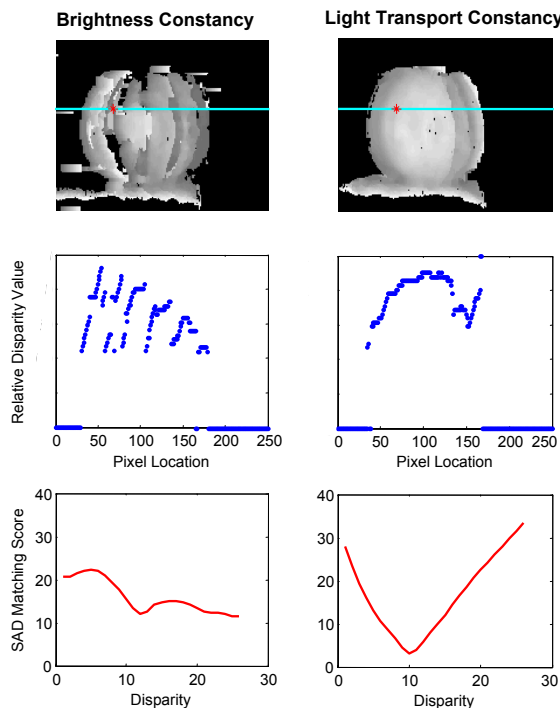 Brightness Constancy
Light Transport Constancy
Relative Disparity Value
0 50 100 150 200 250
Pixel Location
0 50 100 150 200 250
Pixel Location
SAD Matching Score
40
30
20
10
0
0 10 20 30
Disparity
40
30
20
10
0
0 10 20 30
Disparity